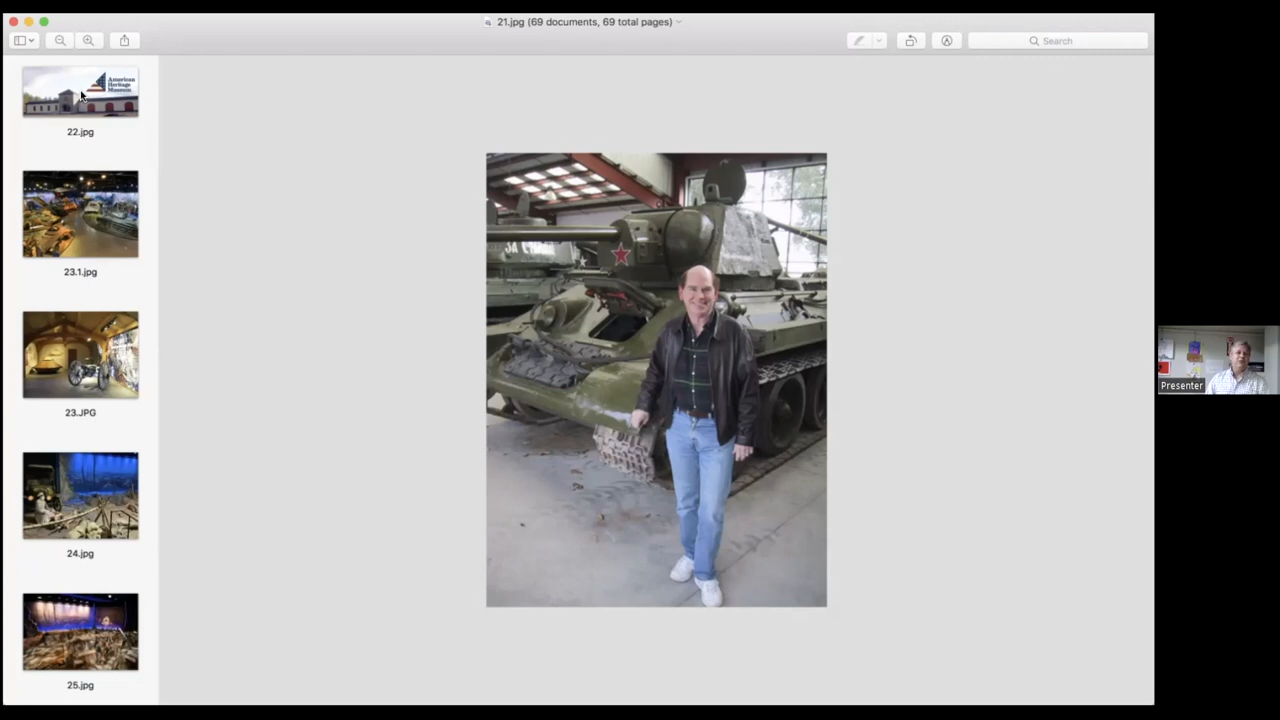 21.jpg (69 documents, 69 total pages)
Search
American
Heritage
Museum
22.jpg
23.1.jpg
23.JPG
24.jpg
25.jpg
Presenter